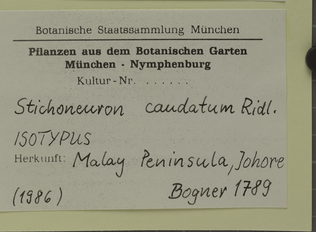 Botanische Staatssammlung München
Pflanzen aus dem Botanischen Garten
München - Nymphenburg
Kultur-Nr. . . . . . .
Stichoneuron caudatum Ridl.
ISOTYPUS
Herkunft: Malay Peninsula, Johore
(1986) Bogner 1789